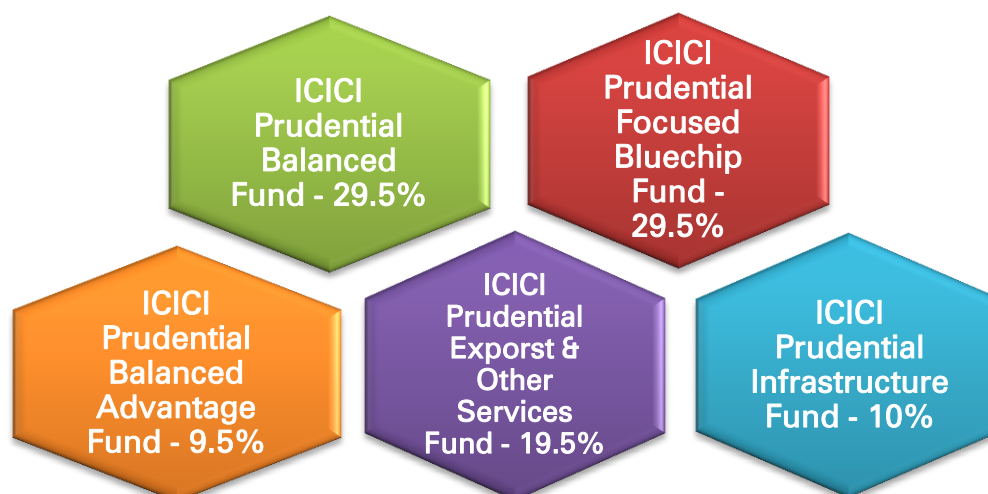 ICICI
Prudential
Balanced
Fund - 29.5%
ICICI
Prudential
Focused
Bluechip
Fund -
29.5%
ICICI
Prudential
Balanced
Advantage
Fund - 9.5%
ICICI
Prudential
Exporst &
Other
Services
Fund - 19.5%
ICICI
Prudential
Infrastructure
Fund - 10%